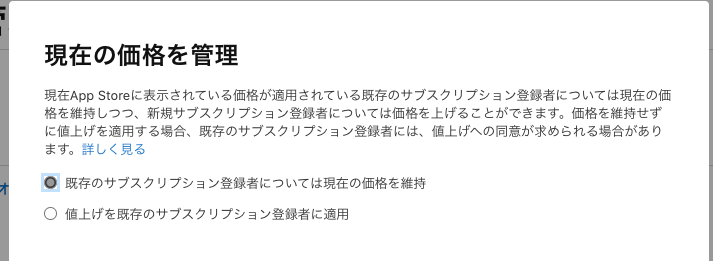 現在の価格を管理
現在App Storeに表示されている価格が適用されている既存のサブスクリプション登録者については現在の価
格を維持しつつ、新規サブスクリプション登録者については価格を上げることができます。価格を維持せず
に値上げを適用する場合、既存のサブスクリプション登録者には、値上げへの同意が求められる場合があり
ます。詳しく見る
既存のサブスクリプション登録者については現在の価格を維持
値上げを既存のサブスクリプション登録者に適用